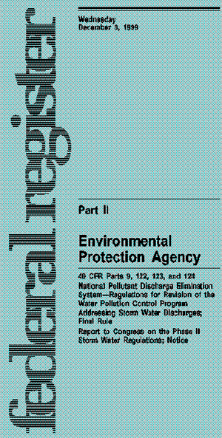 federal register
Wednesday
December 8, 1999
Part II
Environmental
Protection Agency
40 CFR Parts 9, 122, 123, and 124
National Pollutant Discharge Elimination
System—Regulations for Revision of the
Water Pollution Control Program
Addressing Storm Water Discharges;
Final Rule
Report to Congress on the Phase II
Storm Water Regulations; Notice